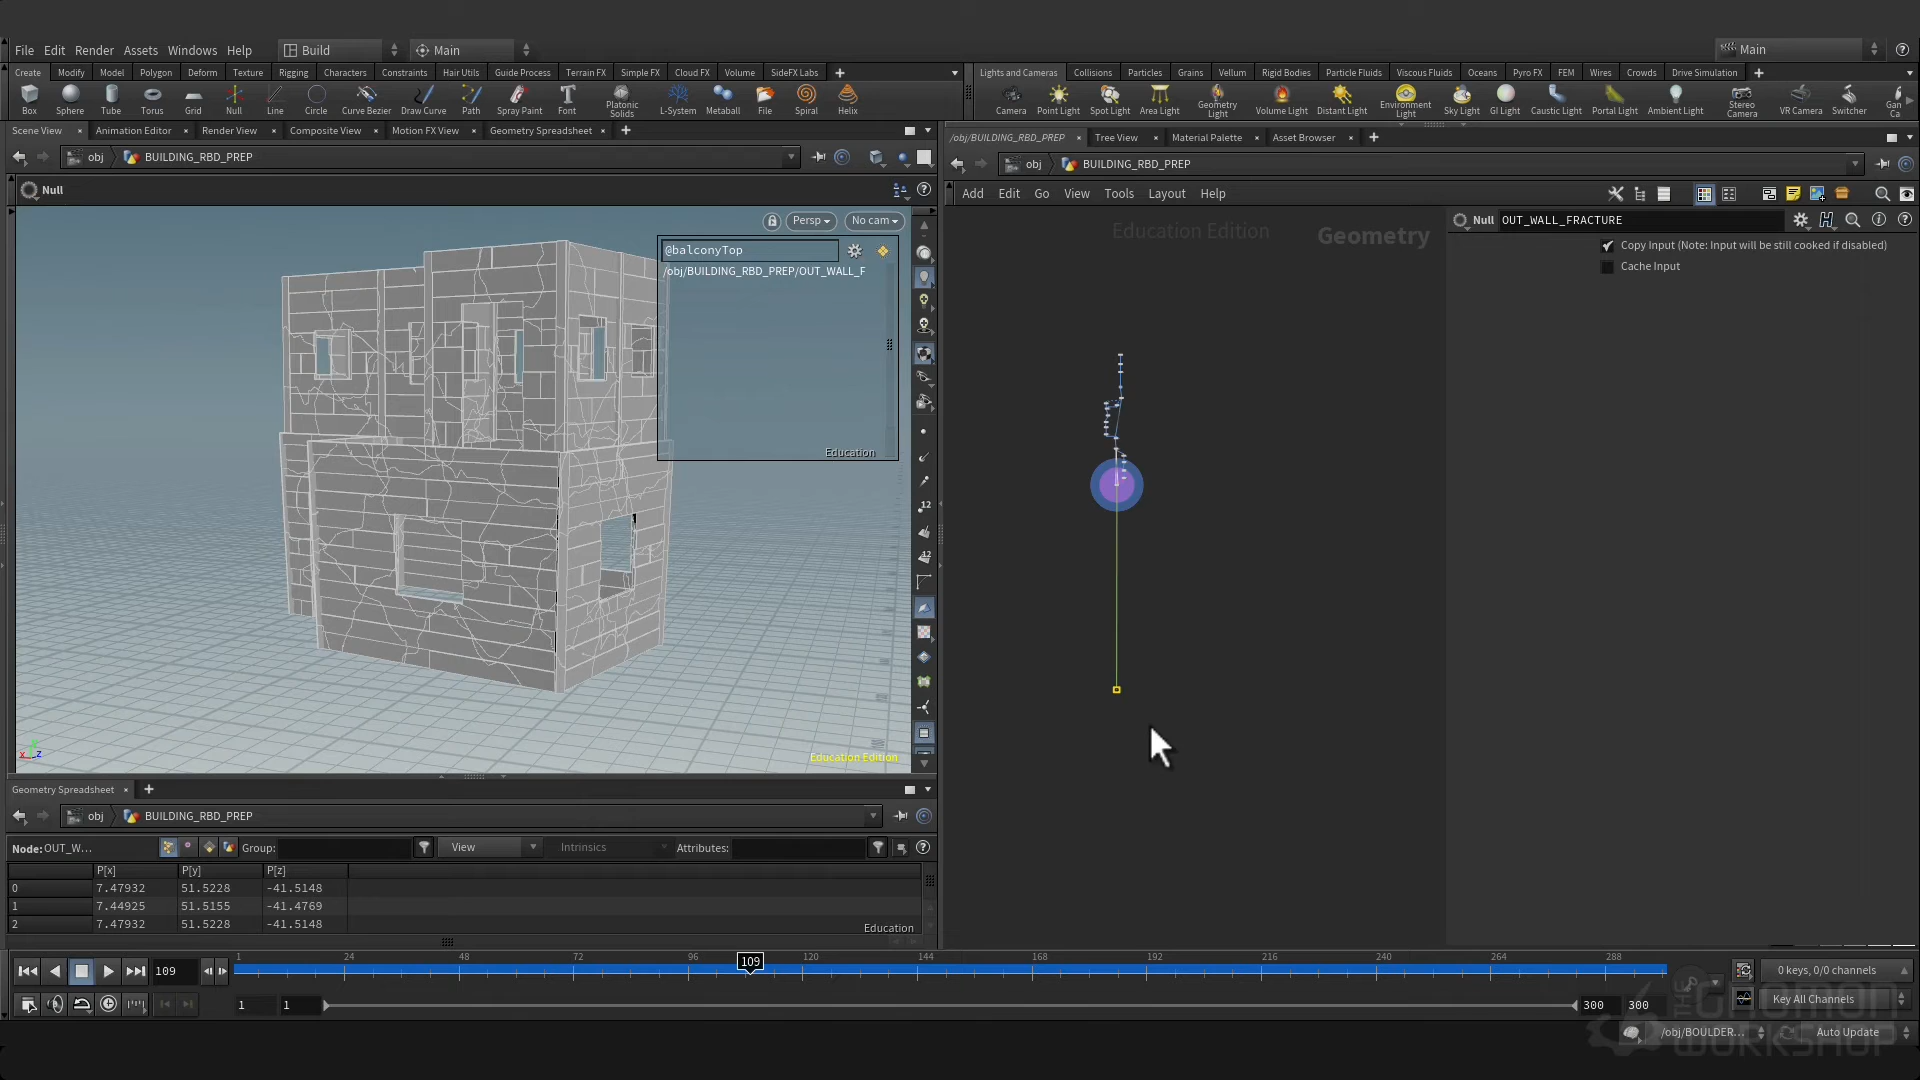 File Edit Render Assets Windows Help Build Main Main
Create Modify Model Polygon Deform Texture Rigging Characters Constraints Hair Utils Guide Process Terrain FX Simple FX Cloud FX Volume SideFX Labs
Lights and Cameras Collisions Particles Grains Vellum Rigid Bodies Particle Fluids Viscous Fluids Oceans Pyro FX FEM Wires Crowds Drive Simulation
Box Sphere Tube Torus Grid Null Line Circle Curve Bezier Draw Curve Path Spray Paint Font Platonic Solids L-System Metaball File Spiral Helix
Camera Point Light Spot Light Area Light Geometry Light Volume Light Distant Light Environment Light Sky Light GI Light Caustic Light Portal Light Ambient Light Stereo Camera VR Camera Switcher
Scene View Animation Editor Render View Composite View Motion FX View Geometry Spreadsheet
/obj/BUILDING_RBD_PREP Tree View Material Palette Asset Browser
obj BUILDING_RBD_PREP
obj BUILDING_RBD_PREP
Null
Add Edit Go View Tools Layout Help
Persp No cam
@balconyTop
/obj/BUILDING_RBD_PREP/OUT_WALL_F
Education
Education Edition
Education Edition Geometry
Null OUT_WALL_FRACTURE
Copy Input (Note: Input will be still cooked if disabled)
Cache Input
12
12
x z
Geometry Spreadsheet
obj BUILDING_RBD_PREP
Node: OUT_W... Group: View Intrinsics Attributes:
P[x] P[y] P[z]
0 7.47932 51.5228 -41.5148
1 7.44925 51.5155 -41.4769
2 7.47932 51.5228 -41.5148
Education
109
1 24 48 72 96 109 120 144 168 192 216 240 264 288
0 keys, 0/0 channels
1 1 300 300
Key All Channels
/obj/BOULDER... Auto Update
THE GNOMON WORKSHOP